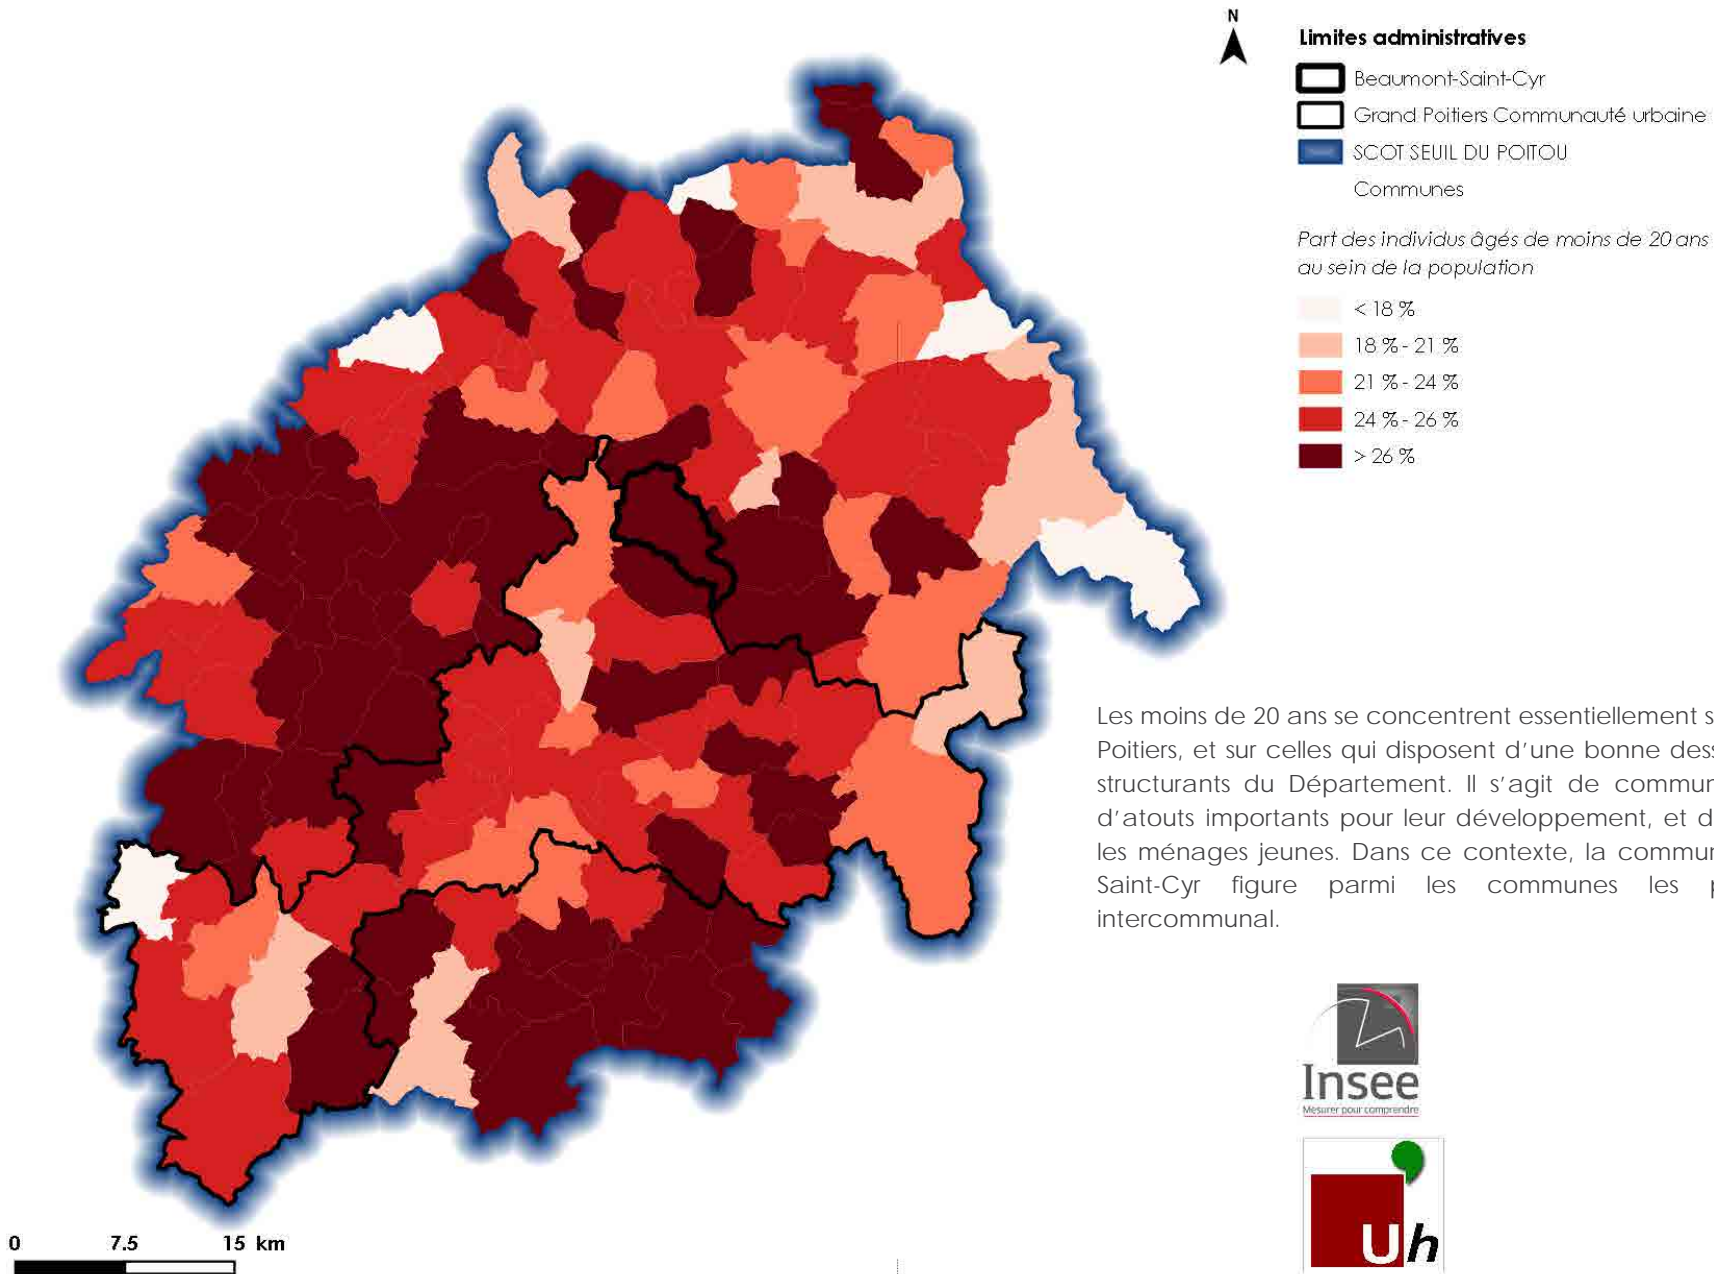 N
Limites administratives
Beaumont-Saint-Cyr
Grand Poitiers Communauté urbaine
SCOT SEUIL DU POITOU
Communes
Part des individus âgés de moins de 20 ans
au sein de la population
< 18 %
18 % - 21 %
21 % - 24 %
24 % - 26 %
> 26 %
Les moins de 20 ans se concentrent essentiellement s
Poitiers, et sur celles qui disposent d'une bonne dess
structurants du Département. Il s'agit de commun
d'atouts importants pour leur développement, et d
les ménages jeunes. Dans ce contexte, la commun
Saint-Cyr figure parmi les communes les p
intercommunal.
Insee
Mesurer pour comprendre
Uh
0 7.5 15 km